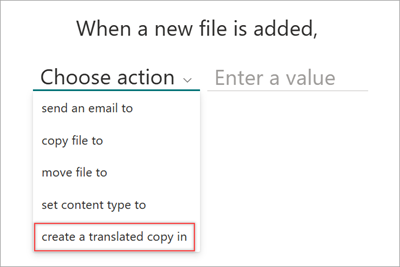 When a new file is added,
Choose action Enter a value
send an email to
copy file to
move file to
set content type to
create a translated copy in